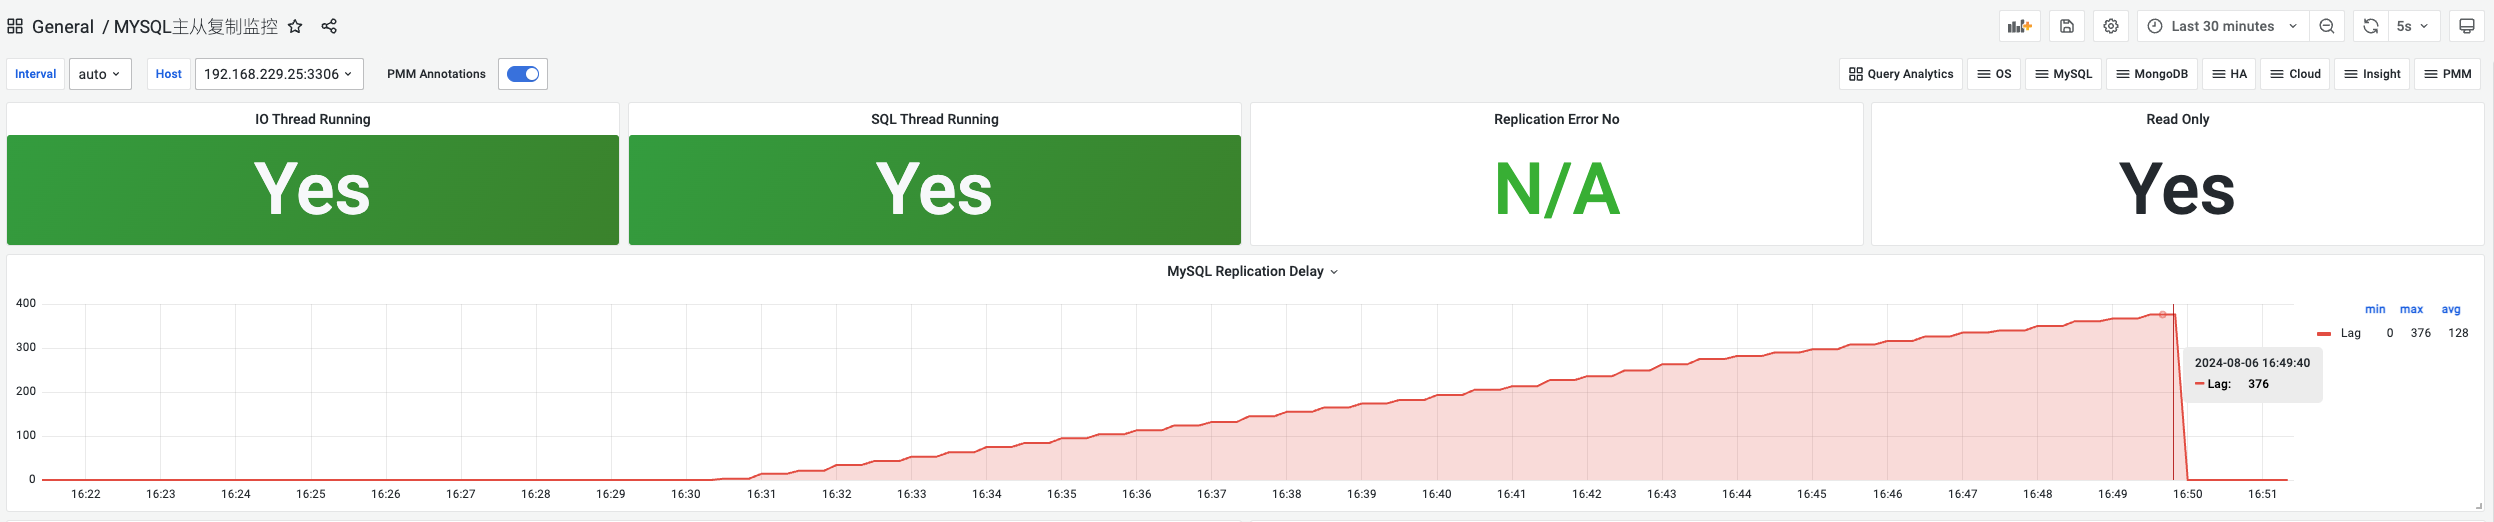 General / MYSQL主从复制监控
Last 30 minutes
5s
Interval auto Host 192.168.229.25:3306 PMM Annotations
Query Analytics OS MySQL MongoDB HA Cloud Insight PMM
IO Thread Running
Yes
SQL Thread Running
Yes
Replication Error No
N/A
Read Only
Yes
MySQL Replication Delay
400
300
200
100
0
16:22 16:23 16:24 16:25 16:26 16:27 16:28 16:29 16:30 16:31 16:32 16:33 16:34 16:35 16:36 16:37 16:38 16:39 16:40 16:41 16:42 16:43 16:44 16:45 16:46 16:47 16:48 16:49 16:50 16:51
min max avg
Lag 0 376 128
2024-08-06 16:49:40
Lag: 376